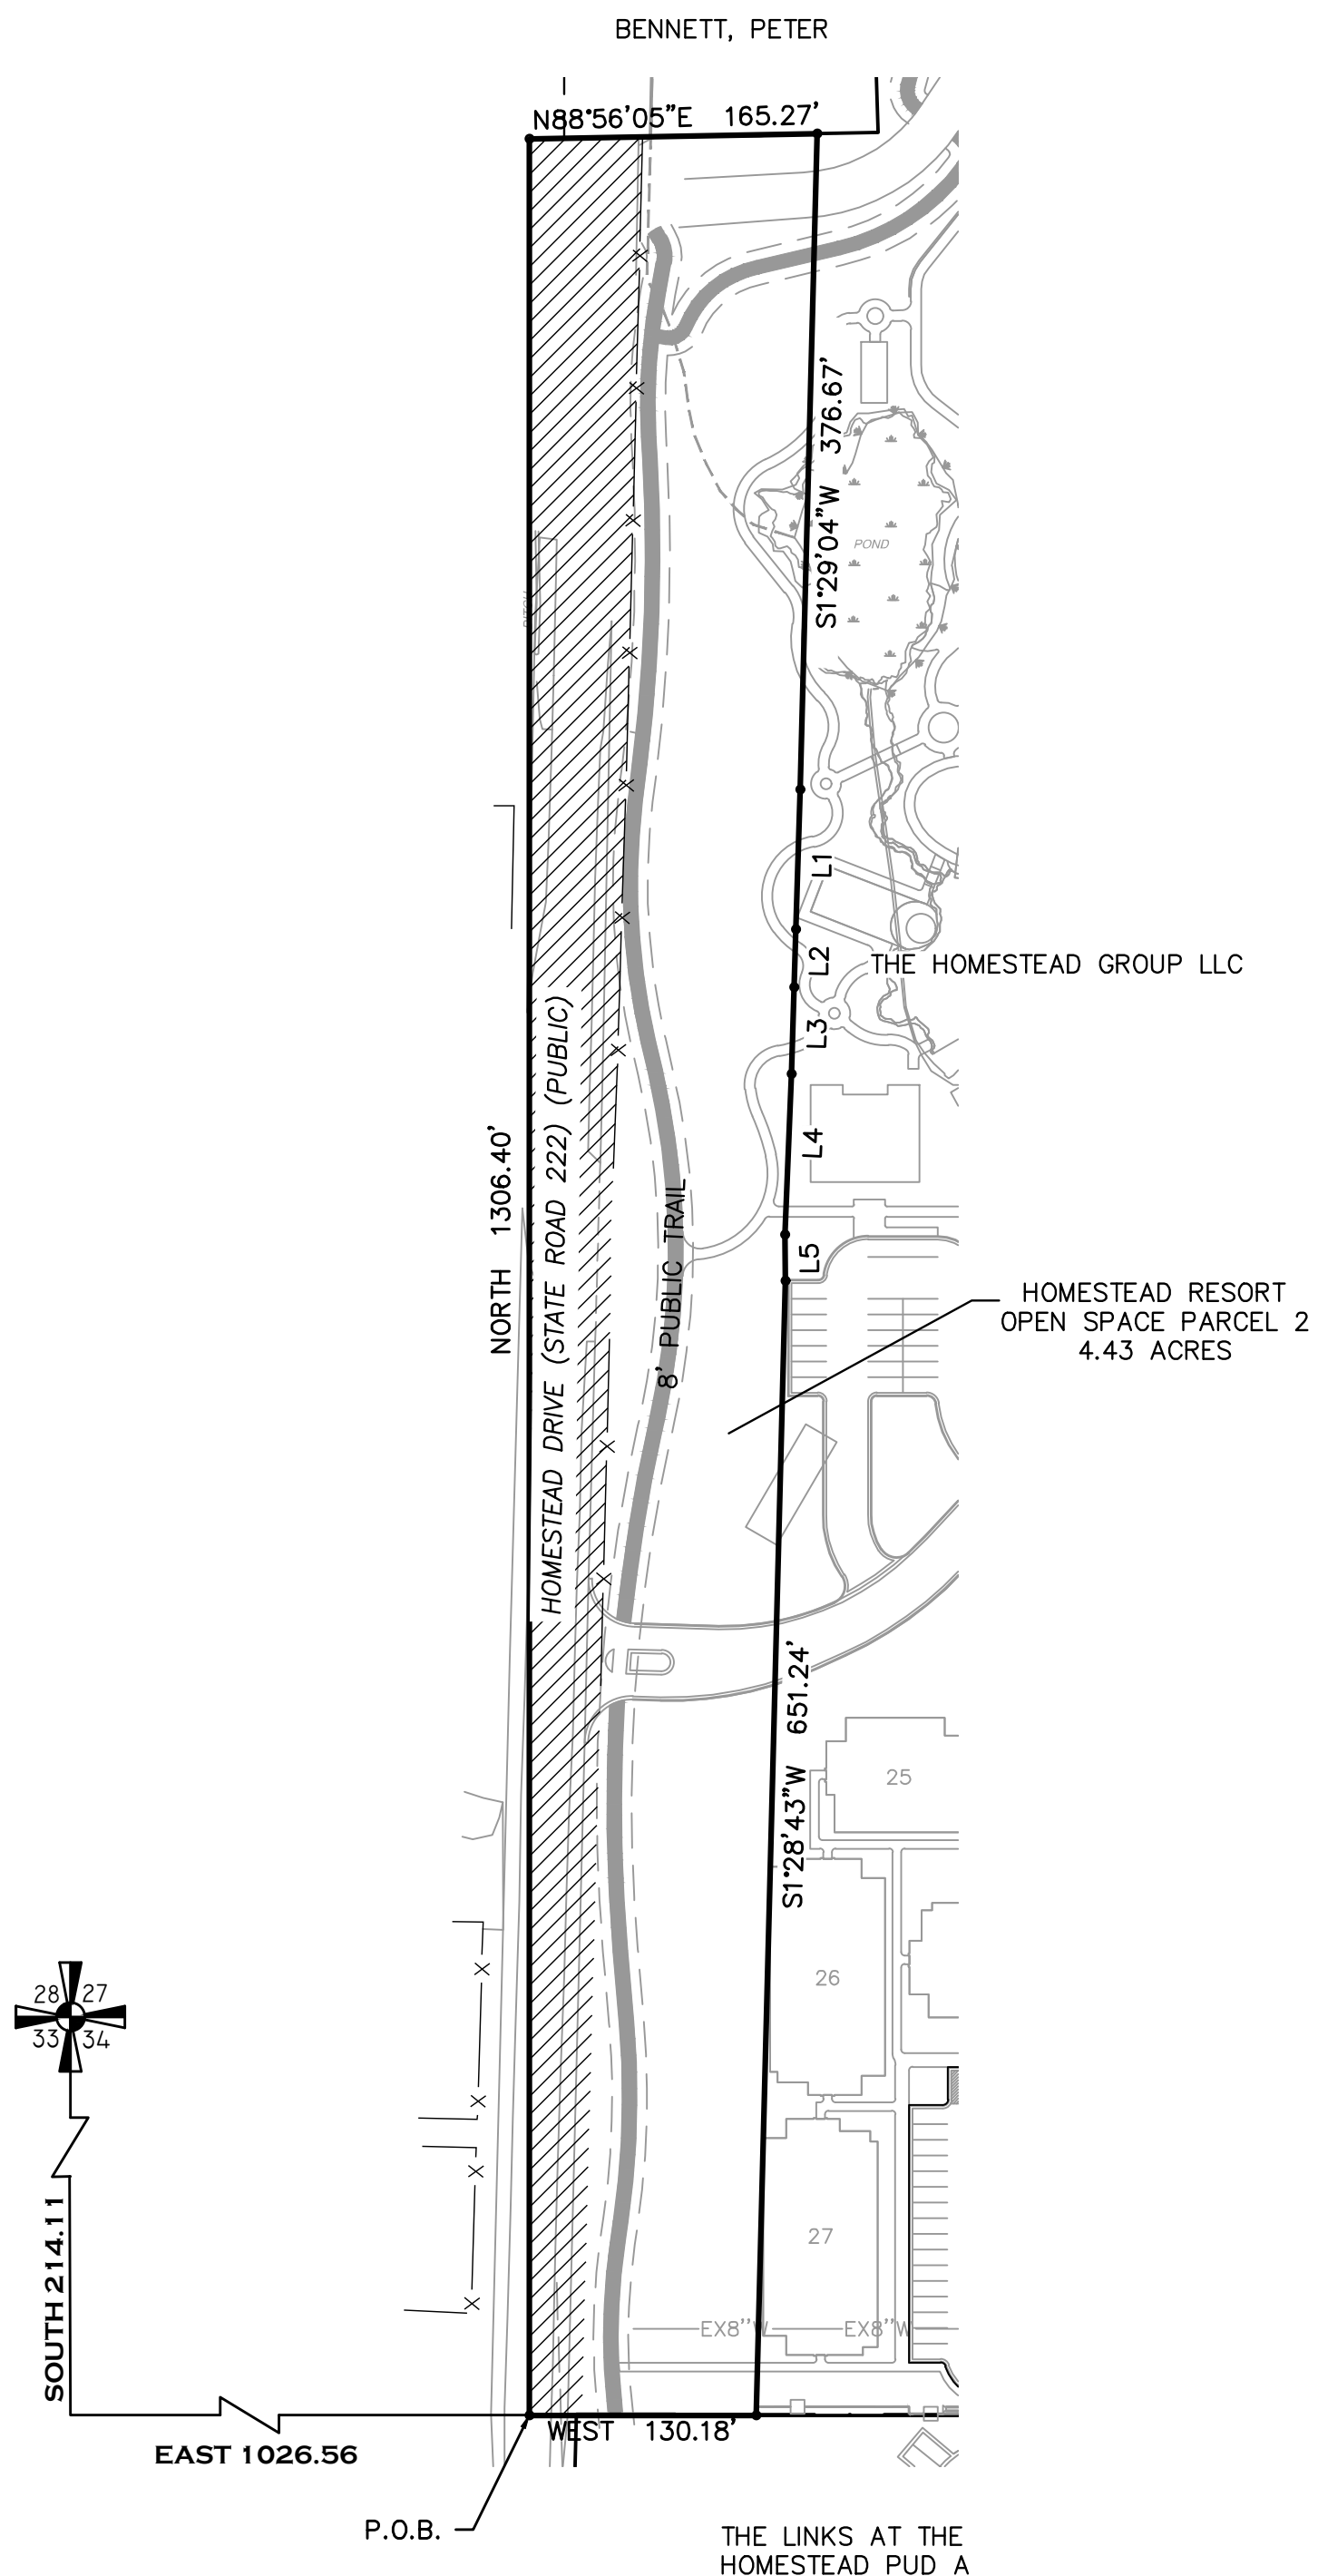 BENNETT, PETER
N88°56'05"E 165.27'
S1°29'04"W 376.67'
POND
DITCH
L1
L2
THE HOMESTEAD GROUP LLC
L3
L4
L5
HOMESTEAD DRIVE (STATE ROAD 222) (PUBLIC)
NORTH 1306.40'
8' PUBLIC TRAIL
HOMESTEAD RESORT
OPEN SPACE PARCEL 2
4.43 ACRES
S1°28'43"W 651.24'
25
26
28 27
33 34
27
SOUTH 214.11
EX8"W EX8"W
WEST 130.18'
EAST 1026.56
P.O.B.
THE LINKS AT THE
HOMESTEAD PUD A